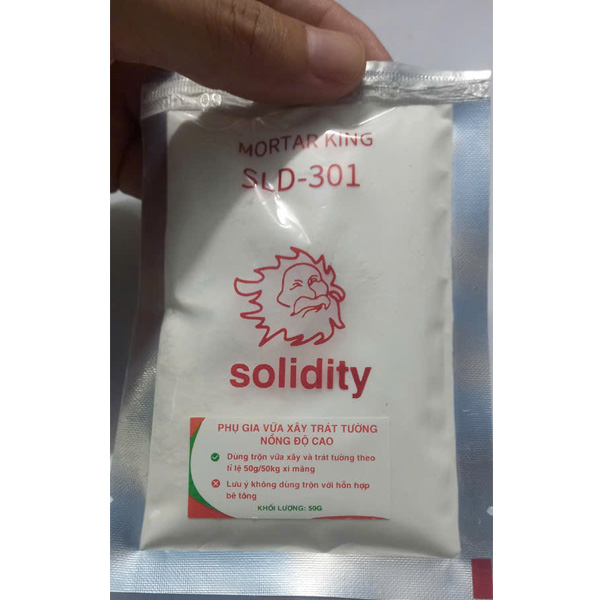 MORTAR KING
SLD-301
solidity
PHỤ GIA VỮA XÂY TRÁT TƯỜNG
NỒNG ĐỘ CAO
Dùng trộn vữa xây và trát tường theo
tỉ lệ 50g/50kg xi măng
Lưu ý không dùng trộn với hỗn hợp
bê tông
KHỐI LƯỢNG: 50G